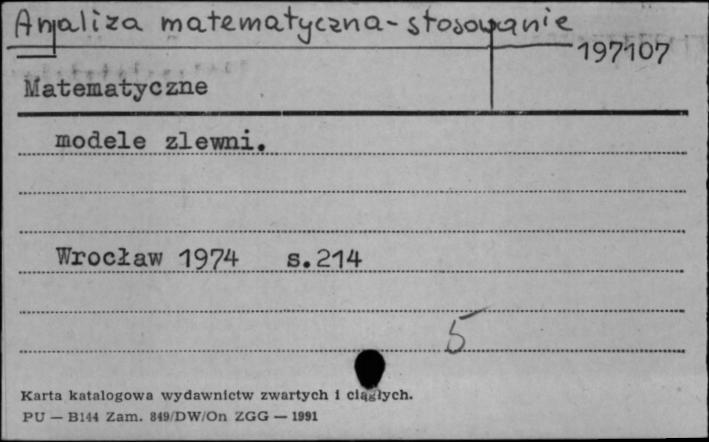 Analiza matematyczna-stosowanie
197107
Matematyczne
modele zlewni.
Wrocław 1974 s.214
5
Karta katalogowa wydawnictw zwartych i ciągłych.
PU — B144 Zam. 849/DW/On ZGG — 1991